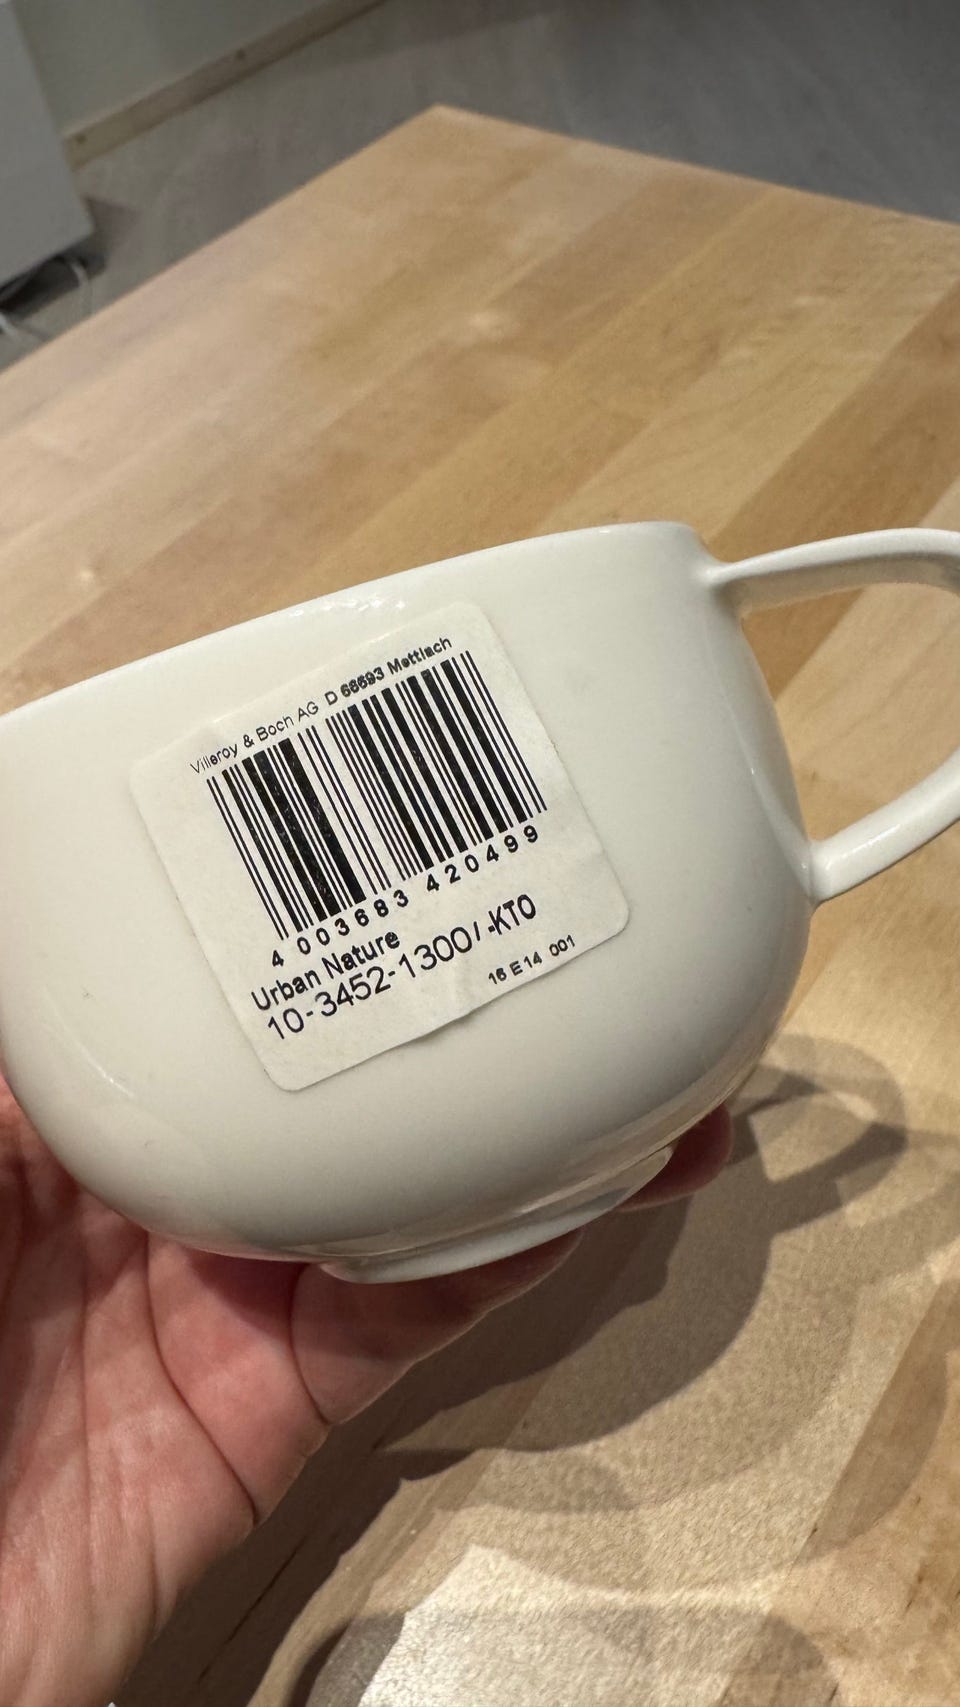 Villeroy & Boch AG D 66693 Mettlach
4 003683 420499
Urban Nature
10-3452-1300/-KTO
16 E 14 001